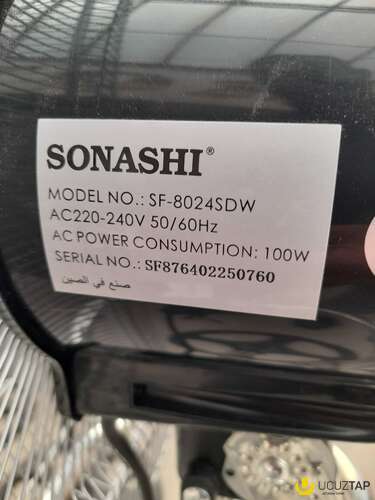 SONASHI®
MODEL NO.: SF-8024SDW
AC220-240V 50/60Hz
AC POWER CONSUMPTION: 100W
SERIAL NO.: SF876402250760
صنع في الصين
UCUZTAP